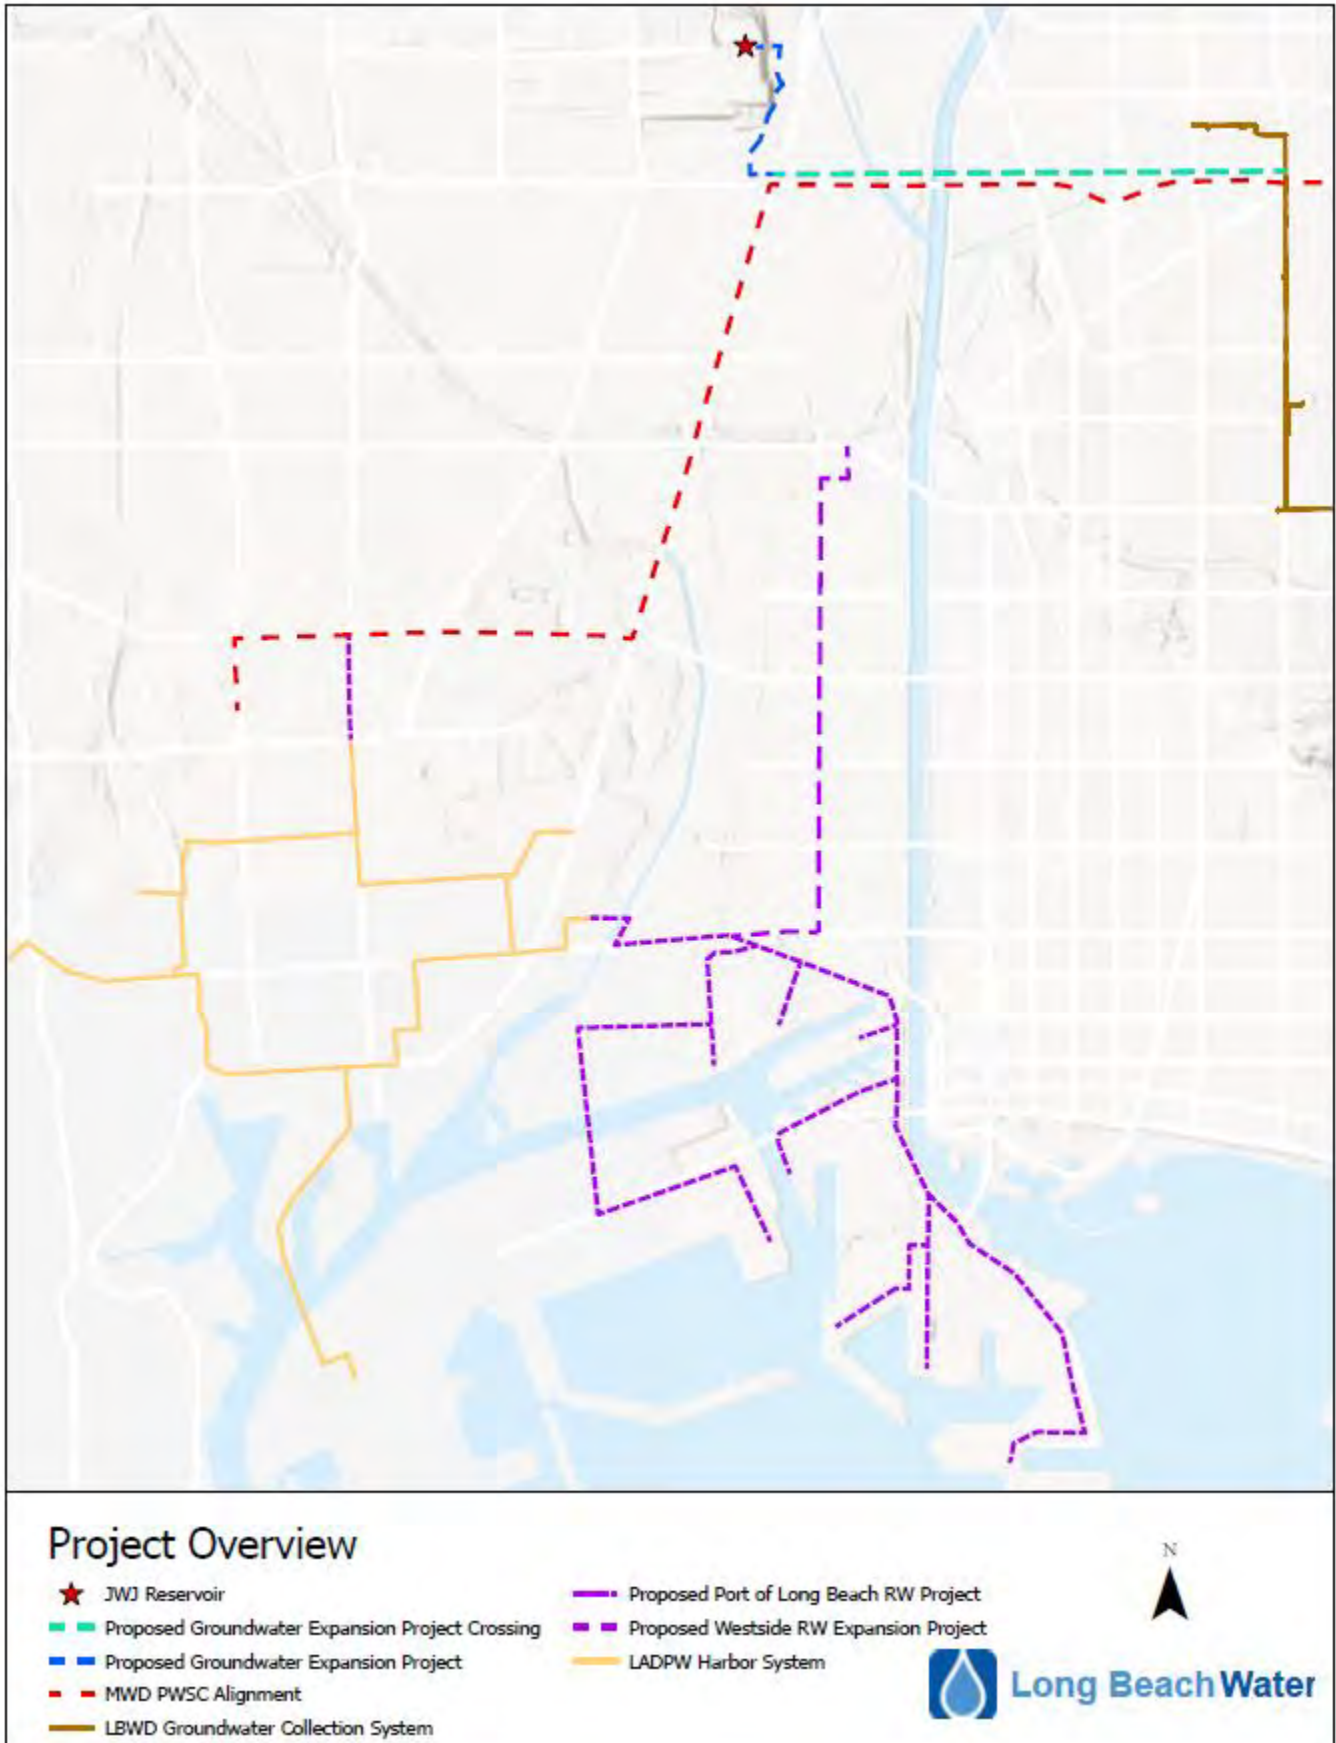 Project Overview
JWJ Reservoir
Proposed Groundwater Expansion Project Crossing
Proposed Groundwater Expansion Project
MWD PWSC Alignment
LBWD Groundwater Collection System
Proposed Port of Long Beach RW Project
Proposed Westside RW Expansion Project
LADPW Harbor System
N
Long Beach Water